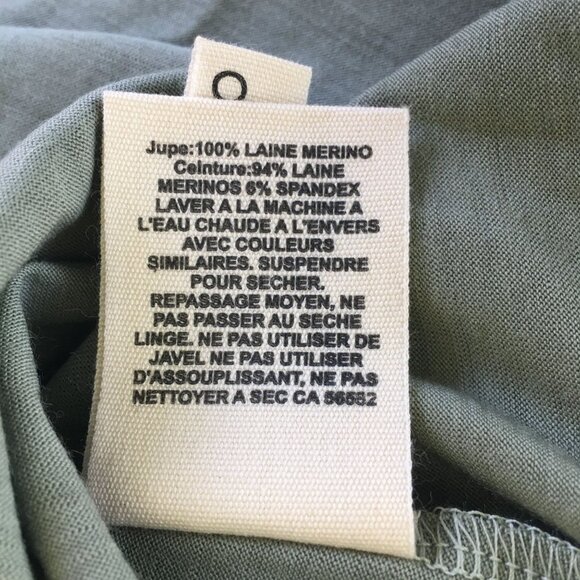 O
Jupe:100% LAINE MERINO
Ceinture:94% LAINE
MERINOS 6% SPANDEX
LAVER A LA MACHINE A
L'EAU CHAUDE A L'ENVERS
AVEC COULEURS
SIMILAIRES. SUSPENDRE
POUR SECHER.
REPASSAGE MOYEN, NE
PAS PASSER AU SECHE
LINGE. NE PAS UTILISER DE
JAVEL NE PAS UTILISER
D'ASSOUPLISSANT, NE PAS
NETTOYER A SEC CA 56582